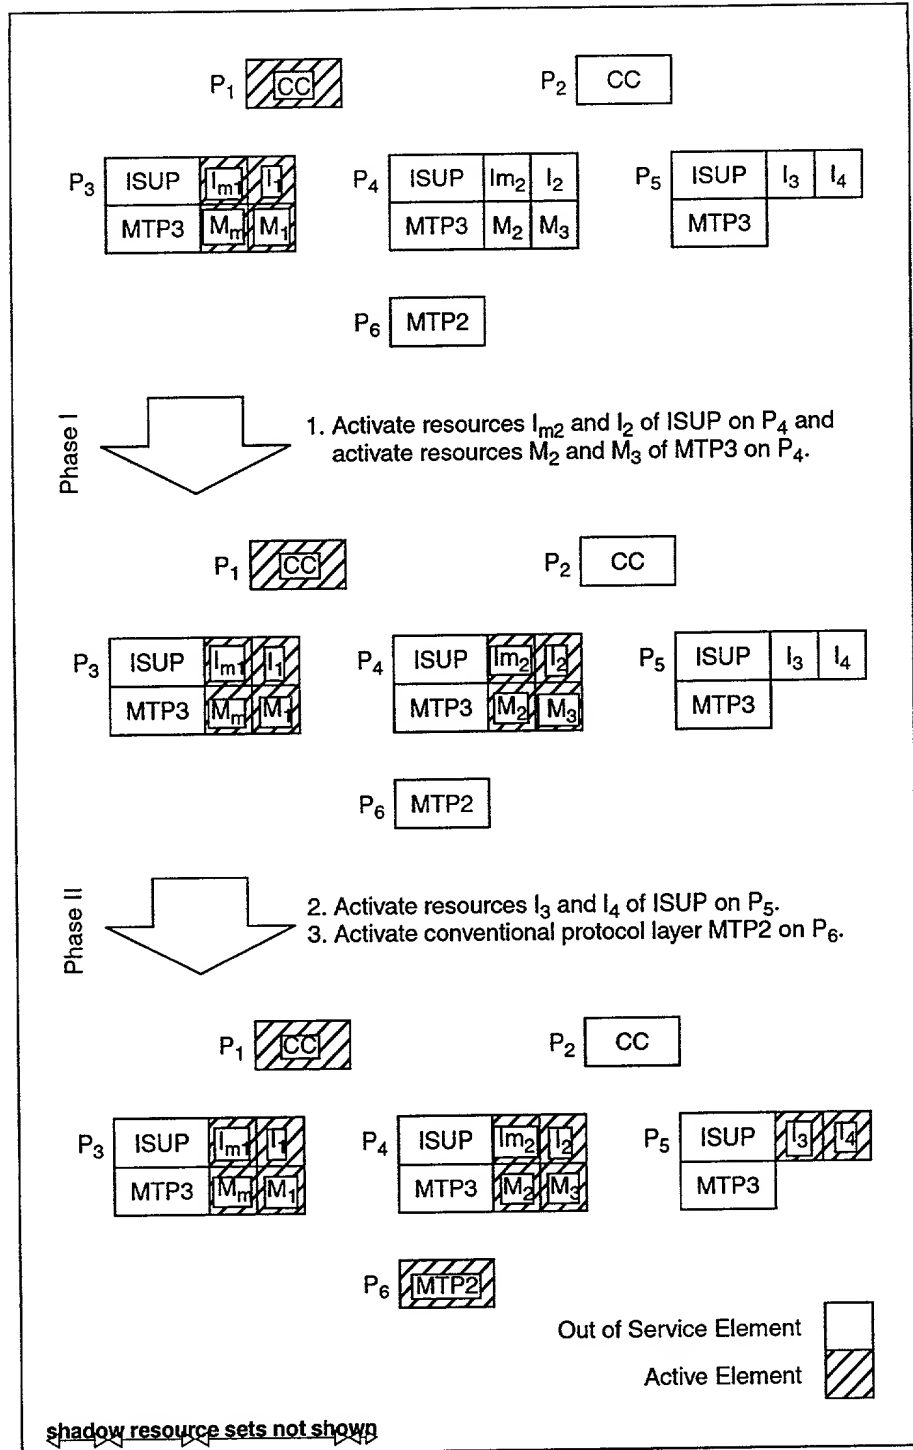 P1 CC P2 CC
P3 ISUP Im1 I1 P4 ISUP Im2 I2 P5 ISUP I3 I4
MTP3 Mm M1 MTP3 M2 M3 MTP3
P6 MTP2
Phase I
1. Activate resources Im2 and I2 of ISUP on P4 and
activate resources M2 and M3 of MTP3 on P4.
P1 CC P2 CC
P3 ISUP Im1 I1 P4 ISUP Im2 I2 P5 ISUP I3 I4
MTP3 Mm M1 MTP3 M2 M3 MTP3
P6 MTP2
Phase II
2. Activate resources I3 and I4 of ISUP on P5.
3. Activate conventional protocol layer MTP2 on P6.
P1 CC P2 CC
P3 ISUP Im1 I1 P4 ISUP Im2 I2 P5 ISUP I3 I4
MTP3 Mm M1 MTP3 M2 M3 MTP3
P6 MTP2
Out of Service Element
Active Element
shadow resource sets not shown